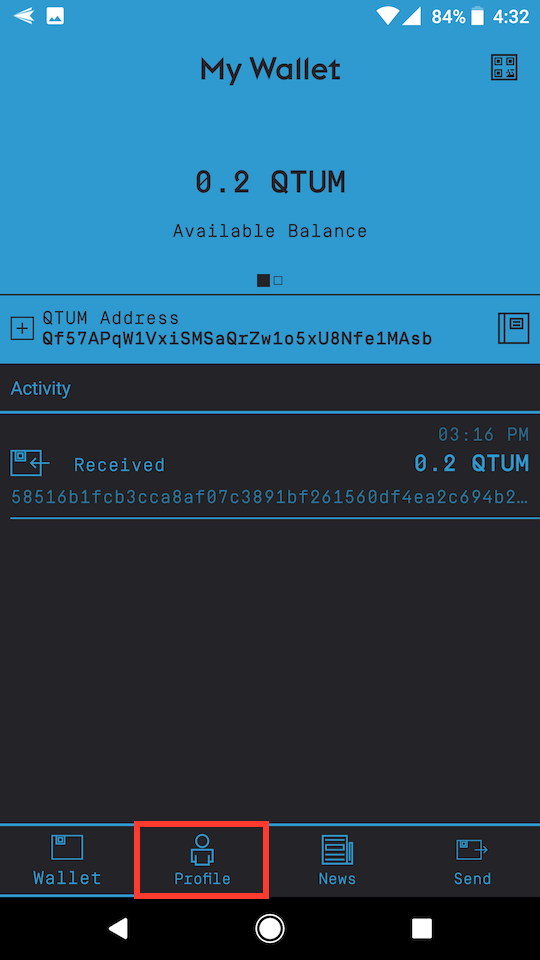 84% 4:32
My Wallet
0.2 QTUM
Available Balance
QTUM Address
Qf57APqW1VxiSMSaQrZw1o5xU8Nfe1MAsb
Activity
03:16 PM
Received 0.2 QTUM
58516b1fcb3cca8af07c3891bf261560df4ea2c694b2…
Wallet Profile News Send